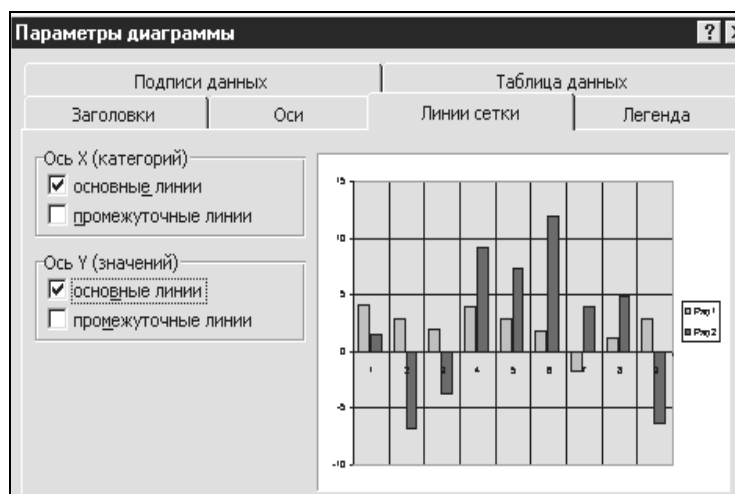 Параметры диаграммы
?
Подписи данных
Таблица данных
Заголовки
Оси
Линии сетки
Легенда
Ось X (категорий)
основные линии
промежуточные линии
Ось Y (значений)
основные линии
промежуточные линии
15
10
5
0
-5
-10
1 2 3 4 5 6 7 8 9
Ряд1
Ряд2